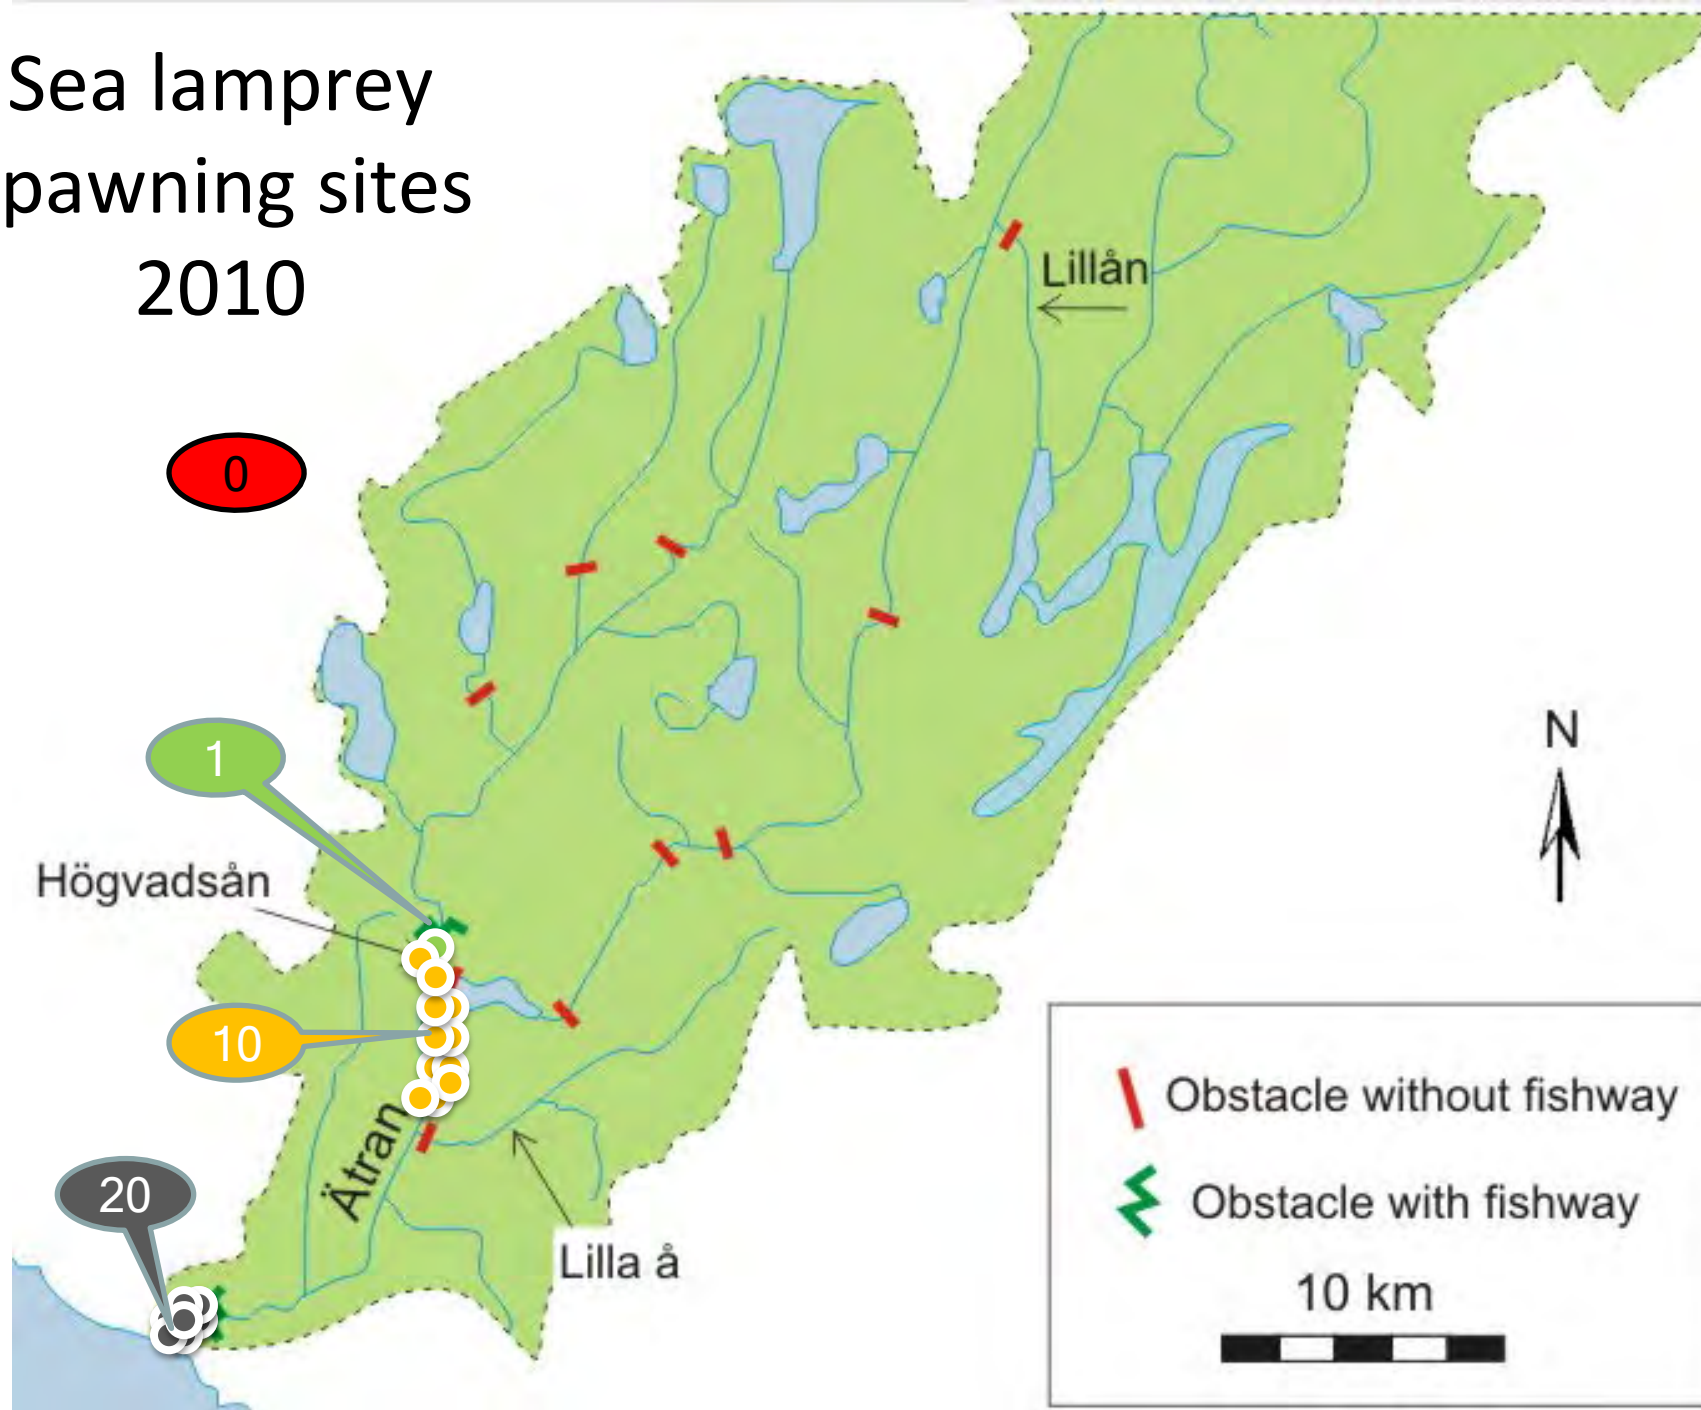 Sea lamprey
pawning sites
2010
Lillån
0
N
1
Högvadsån
10
Ätran
20
Lilla å
Obstacle without fishway
Obstacle with fishway
10 km